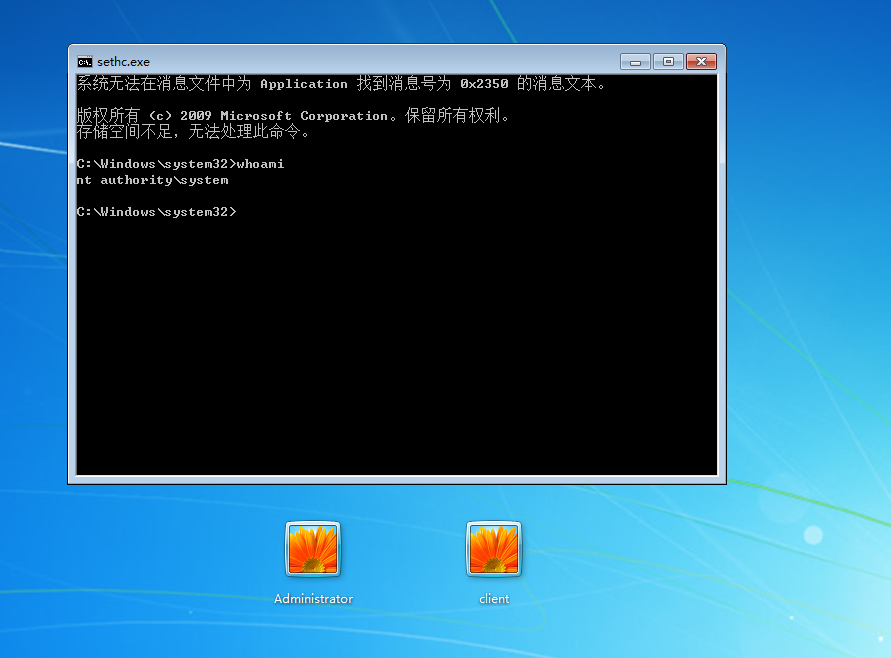 sethc.exe
系统无法在消息文件中为 Application 找到消息号为 0x2350 的消息文本。
版权所有 (c) 2009 Microsoft Corporation。保留所有权利。
存储空间不足，无法处理此命令。
C:\Windows\system32>whoami
nt authority\system
C:\Windows\system32>
Administrator
client